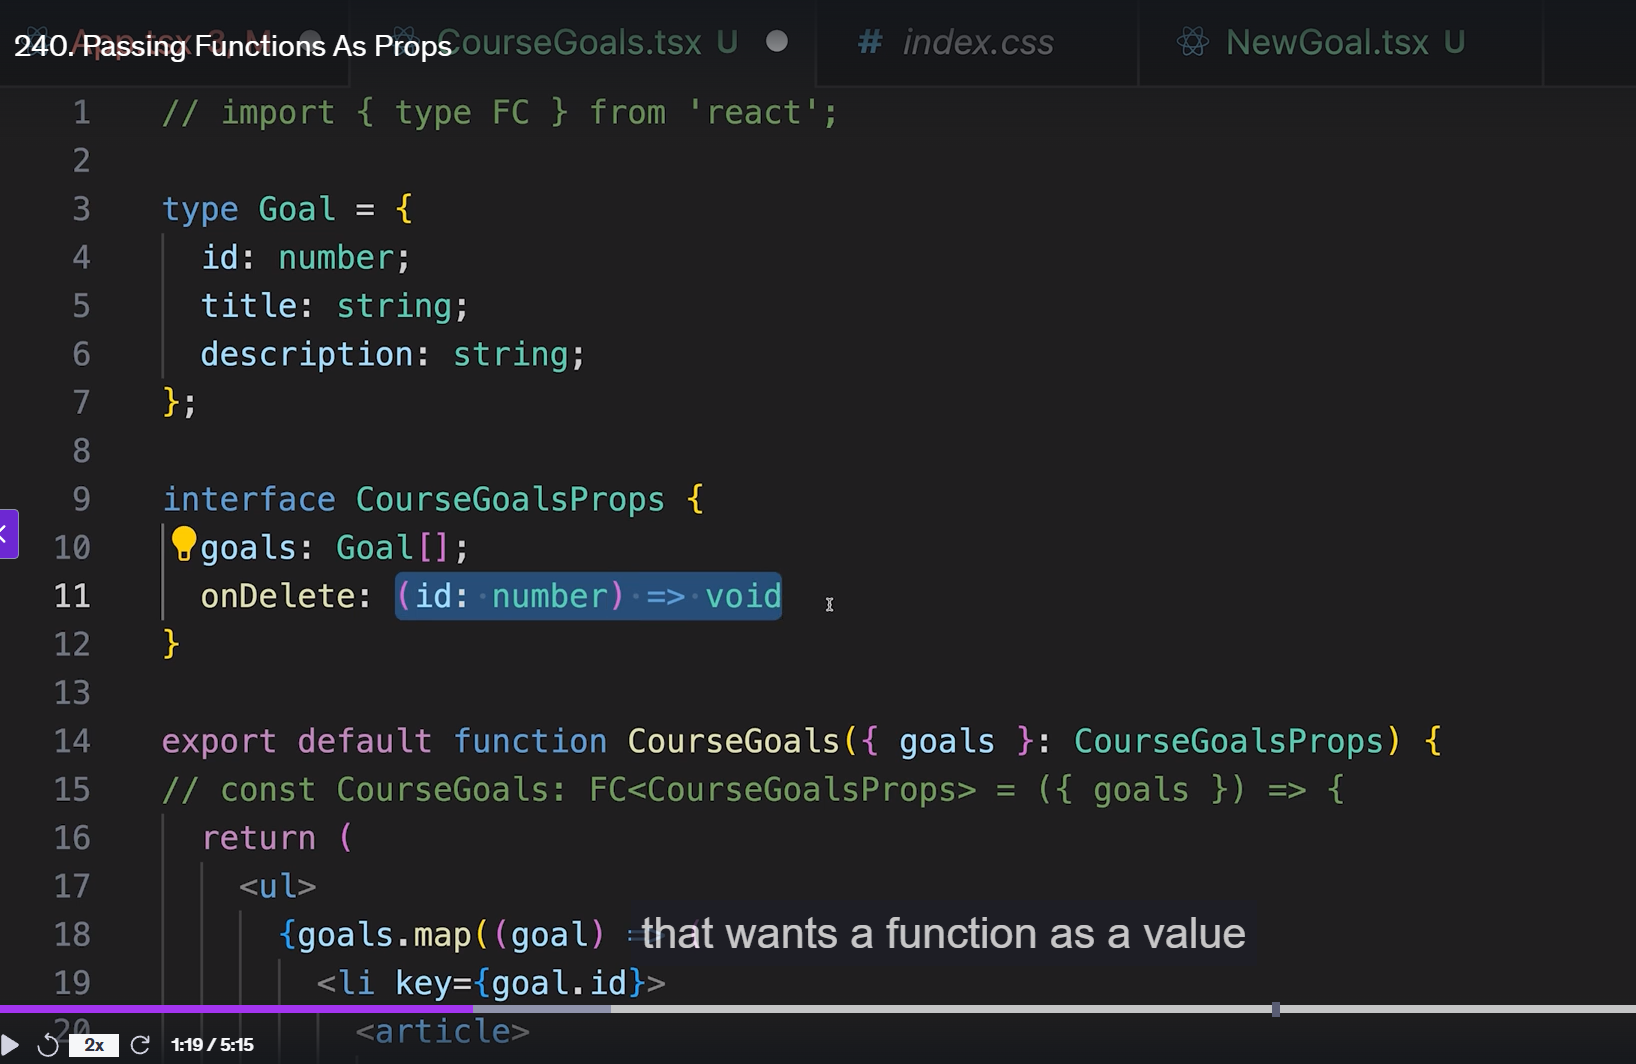 240. Passing Functions As Props
CourseGoals.tsx U
# index.css
NewGoal.tsx U
1 // import { type FC } from 'react';
2
3 type Goal = {
4 id: number;
5 title: string;
6 description: string;
7 };
8
9 interface CourseGoalsProps {
10 goals: Goal[];
11 onDelete: (id: number) => void
12 }
13
14 export default function CourseGoals({ goals }: CourseGoalsProps) {
15 // const CourseGoals: FC<CourseGoalsProps> = ({ goals }) => {
16 return (
17 <ul>
18 {goals.map((goal) => (
that wants a function as a value
19 <li key={goal.id}>
20 <article>
2x 1:19 / 5:15